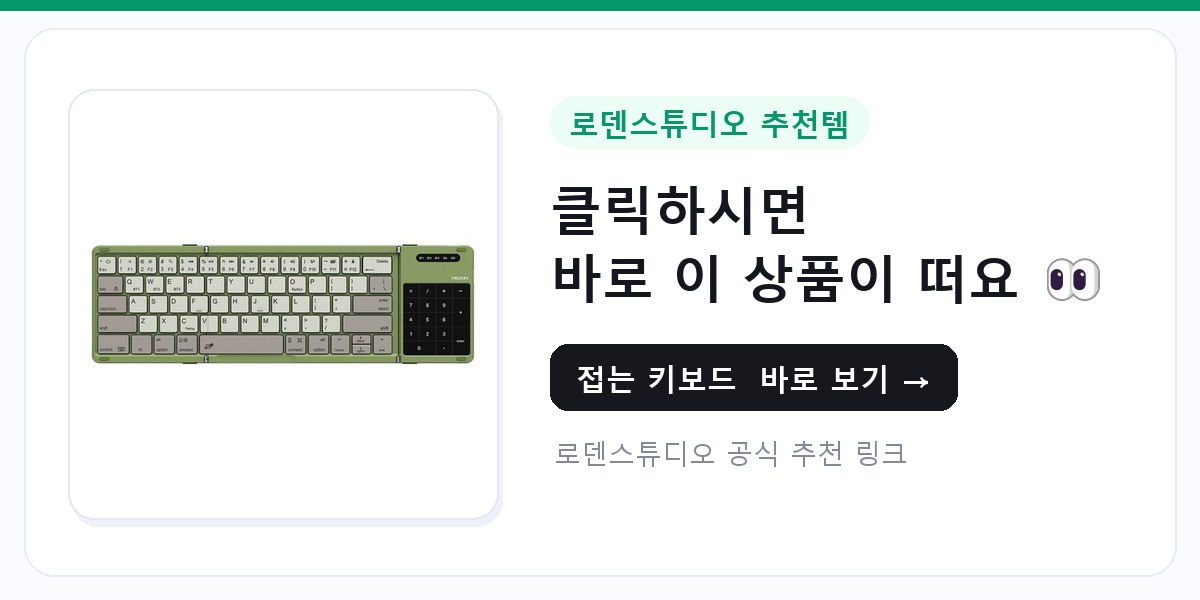 로덴스튜디오 추천템
클릭하시면
바로 이 상품이 떠요 👀
접는 키보드 바로 보기 →
로덴스튜디오 공식 추천 링크